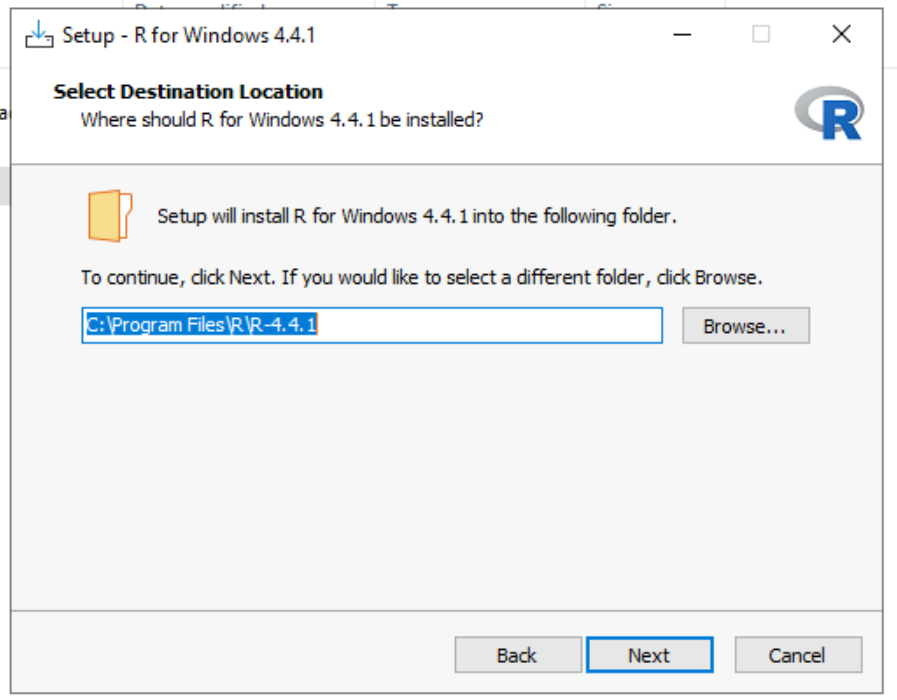 Setup - R for Windows 4.4.1
Select Destination Location
Where should R for Windows 4.4.1 be installed?
R
Setup will install R for Windows 4.4.1 into the following folder.
To continue, click Next. If you would like to select a different folder, click Browse.
C:\Program Files\R\R-4.4.1
Browse...
Back
Next
Cancel